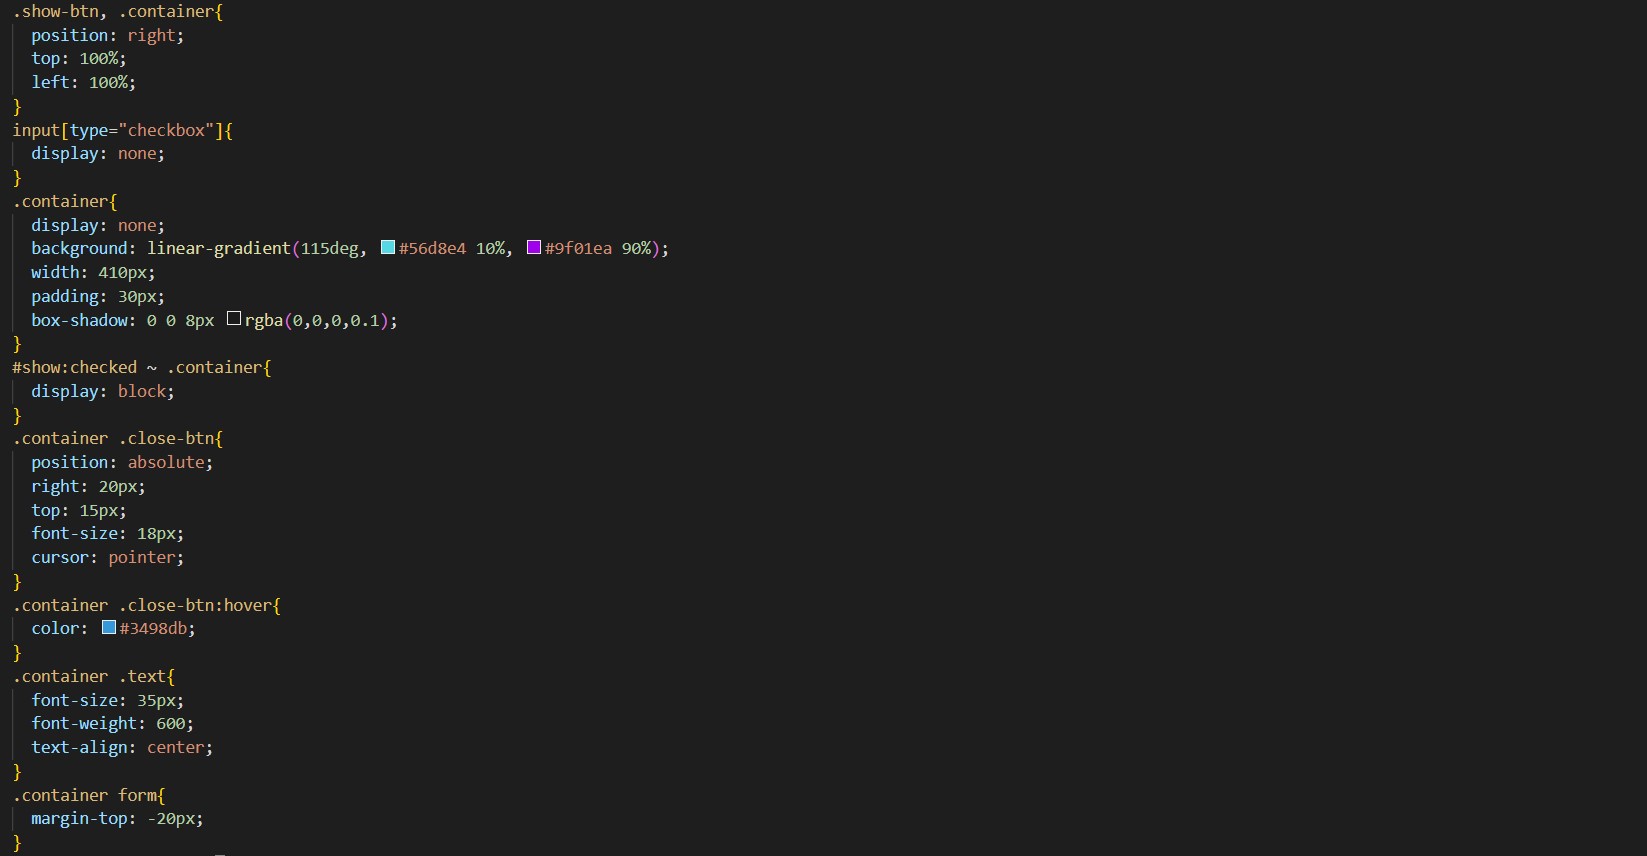 .show-btn, .container{
  position: right;
  top: 100%;
  left: 100%;
}
input[type="checkbox"]{
  display: none;
}
.container{
  display: none;
  background: linear-gradient(115deg, #56d8e4 10%, #9f01ea 90%);
  width: 410px;
  padding: 30px;
  box-shadow: 0 0 8px rgba(0,0,0,0.1);
}
#show:checked ~ .container{
  display: block;
}
.container .close-btn{
  position: absolute;
  right: 20px;
  top: 15px;
  font-size: 18px;
  cursor: pointer;
}
.container .close-btn:hover{
  color: #3498db;
}
.container .text{
  font-size: 35px;
  font-weight: 600;
  text-align: center;
}
.container form{
  margin-top: -20px;
}